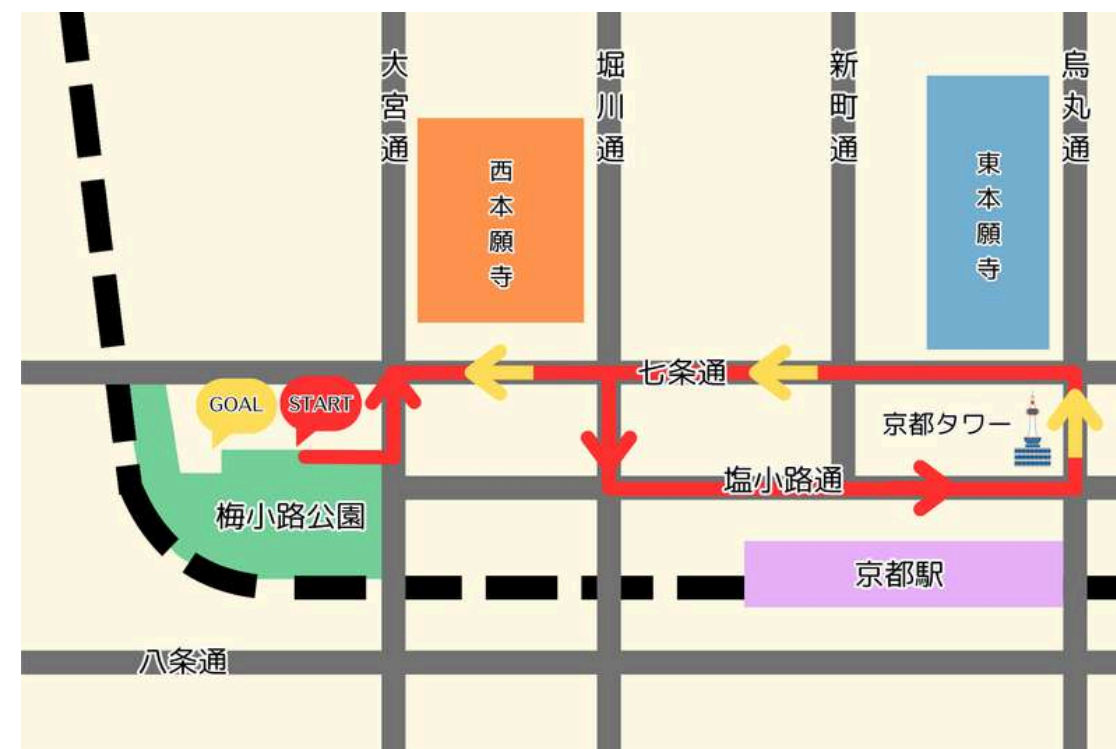 大宮通
堀川通
新町通
烏丸通
西本願寺
東本願寺
七条通
GOAL
START
京都タワー
塩小路通
梅小路公園
京都駅
八条通